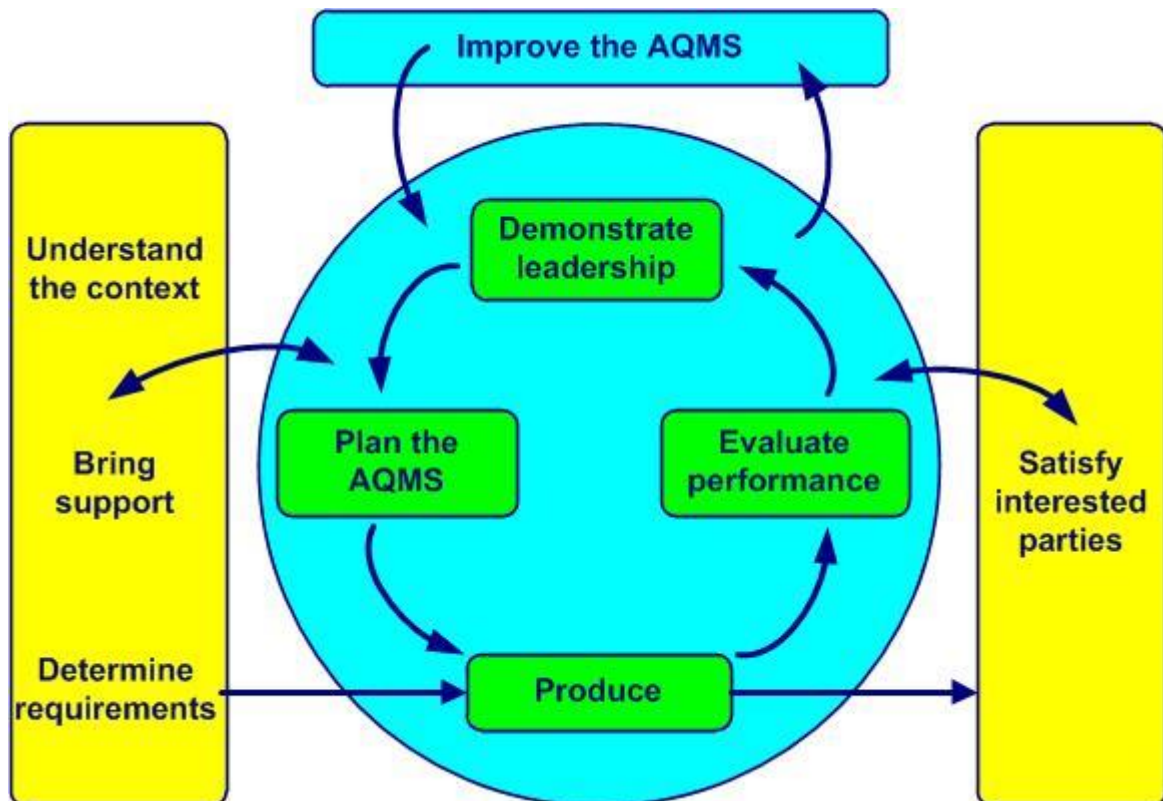 Improve the AQMS
Demonstrate
leadership
Understand
the context
Plan the
AQMS
Evaluate
performance
Bring
support
Satisfy
interested
parties
Determine
requirements
Produce